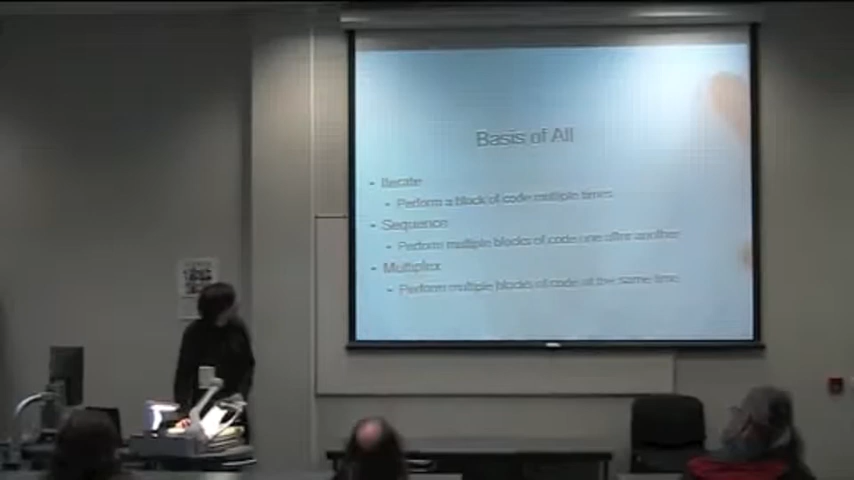 Basis of All
- Iterate
- Perform a block of code multiple times
- Sequence
- Perform multiple blocks of code one after another
- Multiplex
- Perform multiple blocks of code at the same time